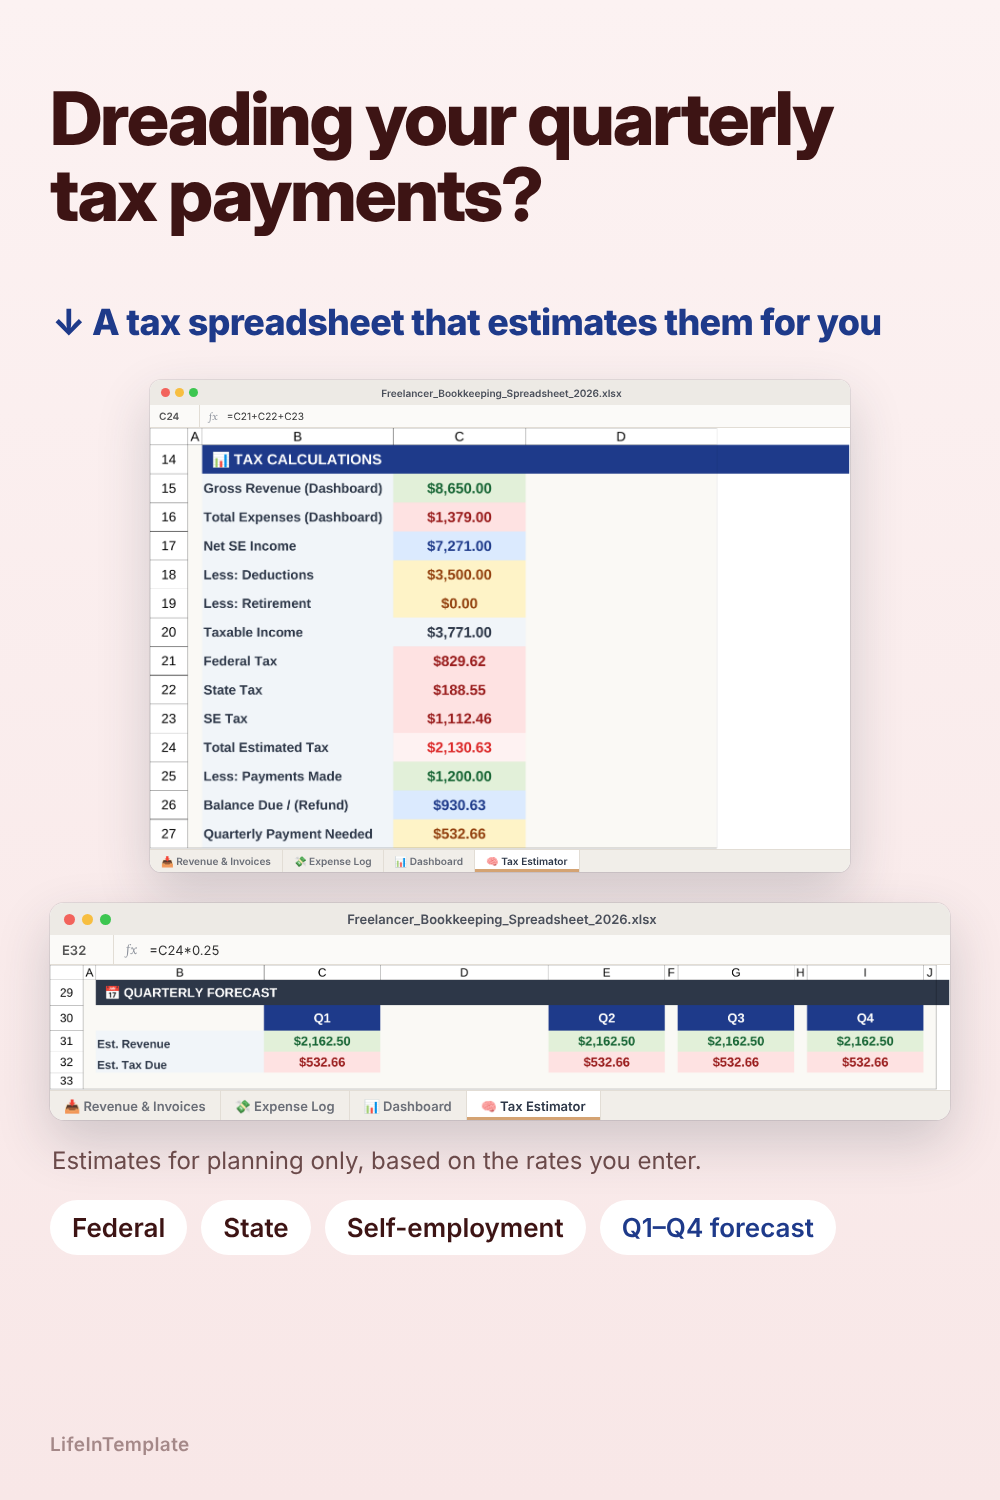 Dreading your quarterly
tax payments?
↓ A tax spreadsheet that estimates them for you
Freelancer_Bookkeeping_Spreadsheet_2026.xlsx
C24 fx =C21+C22+C23
A B C D
14 📊 TAX CALCULATIONS
15 Gross Revenue (Dashboard) $8,650.00
16 Total Expenses (Dashboard) $1,379.00
17 Net SE Income $7,271.00
18 Less: Deductions $3,500.00
19 Less: Retirement $0.00
20 Taxable Income $3,771.00
21 Federal Tax $829.62
22 State Tax $188.55
23 SE Tax $1,112.46
24 Total Estimated Tax $2,130.63
25 Less: Payments Made $1,200.00
26 Balance Due / (Refund) $930.63
27 Quarterly Payment Needed $532.66
📥 Revenue & Invoices 💸 Expense Log 📊 Dashboard 🧠 Tax Estimator
Freelancer_Bookkeeping_Spreadsheet_2026.xlsx
E32 fx =C24*0.25
A B C D E F G H I J
29 📅 QUARTERLY FORECAST
30 Q1 Q2 Q3 Q4
31 Est. Revenue $2,162.50 $2,162.50 $2,162.50 $2,162.50
32 Est. Tax Due $532.66 $532.66 $532.66 $532.66
33
📥 Revenue & Invoices 💸 Expense Log 📊 Dashboard 🧠 Tax Estimator
Estimates for planning only, based on the rates you enter.
Federal State Self-employment Q1–Q4 forecast
LifeInTemplate